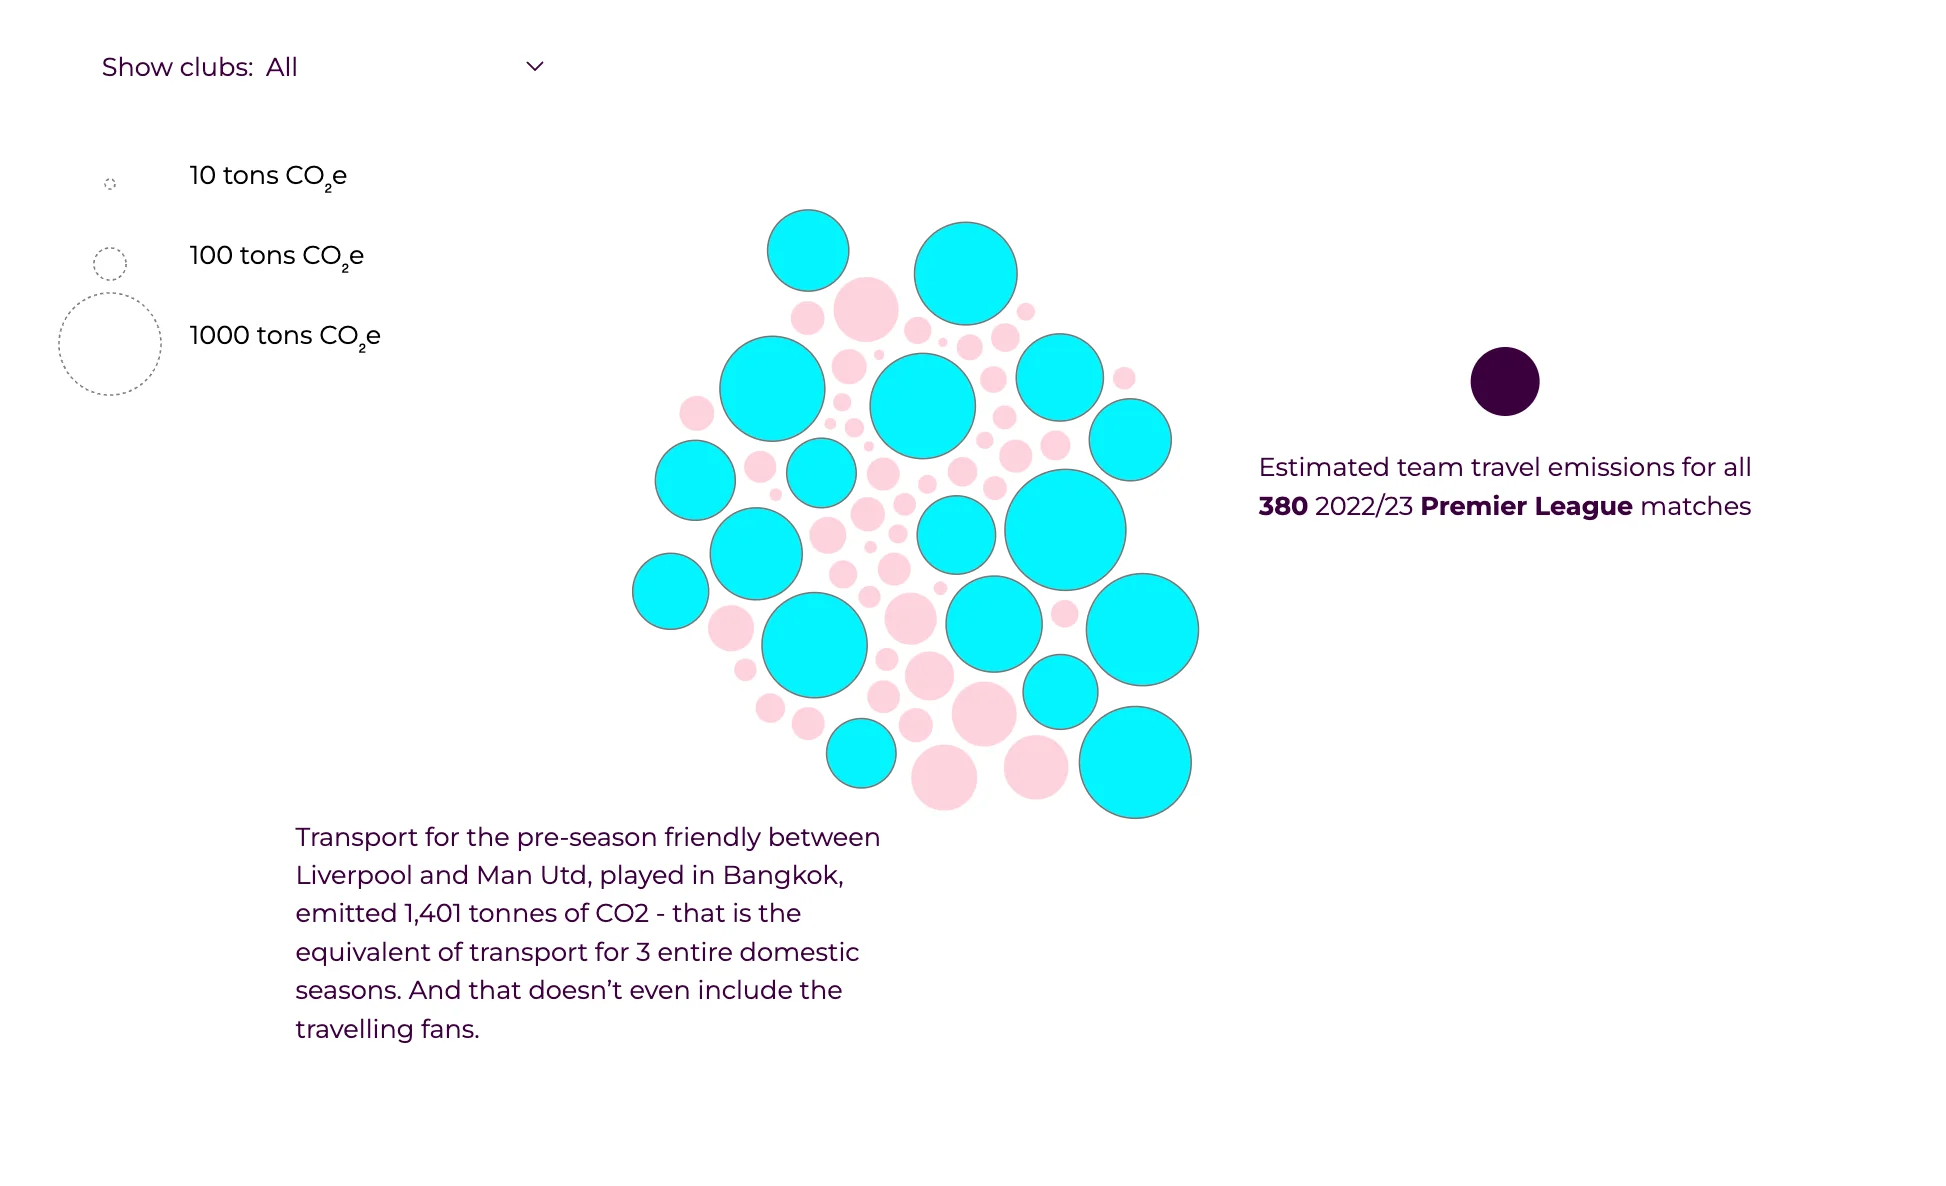 Show clubs: All
10 tons CO₂e
100 tons CO₂e
1000 tons CO₂e
Estimated team travel emissions for all
380 2022/23 Premier League matches
Transport for the pre-season friendly between
Liverpool and Man Utd, played in Bangkok,
emitted 1,401 tonnes of CO2 - that is the
equivalent of transport for 3 entire domestic
seasons. And that doesn’t even include the
travelling fans.